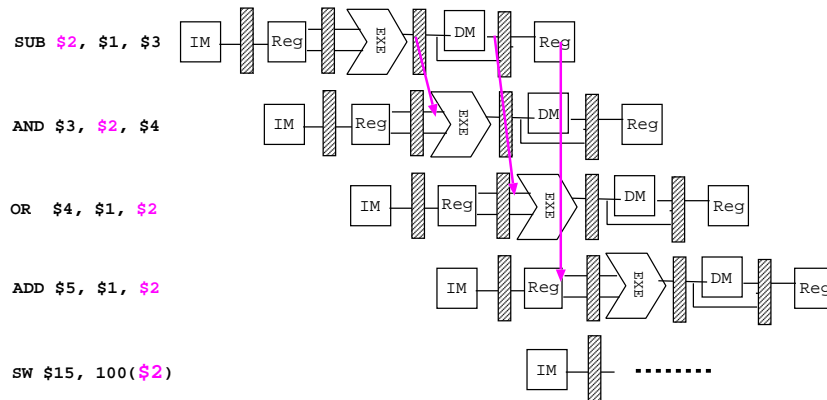 SUB $2, $1, $3 IM Reg EXE DM Reg
AND $3, $2, $4 IM Reg EXE DM Reg
OR $4, $1, $2 IM Reg EXE DM Reg
ADD $5, $1, $2 IM Reg EXE DM Reg
SW $15, 100($2) IM